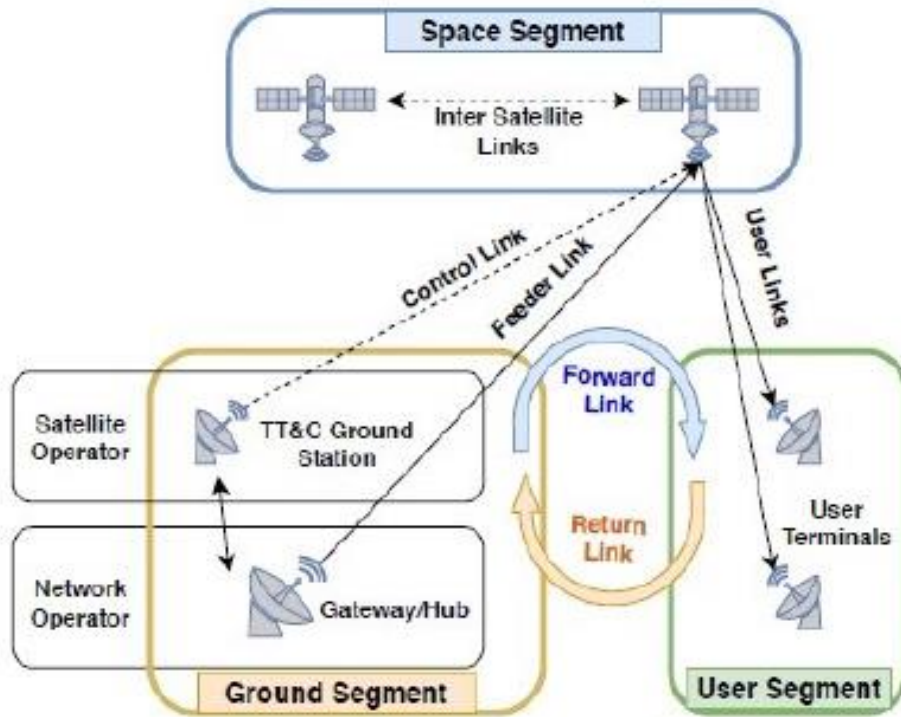 Space Segment
Inter Satellite
Links
Control Link
Feeder Link
User Links
Forward
Link
Satellite
Operator
TT&C Ground
Station
Return
Link
User
Terminals
Network
Operator
Gateway/Hub
Ground Segment
User Segment